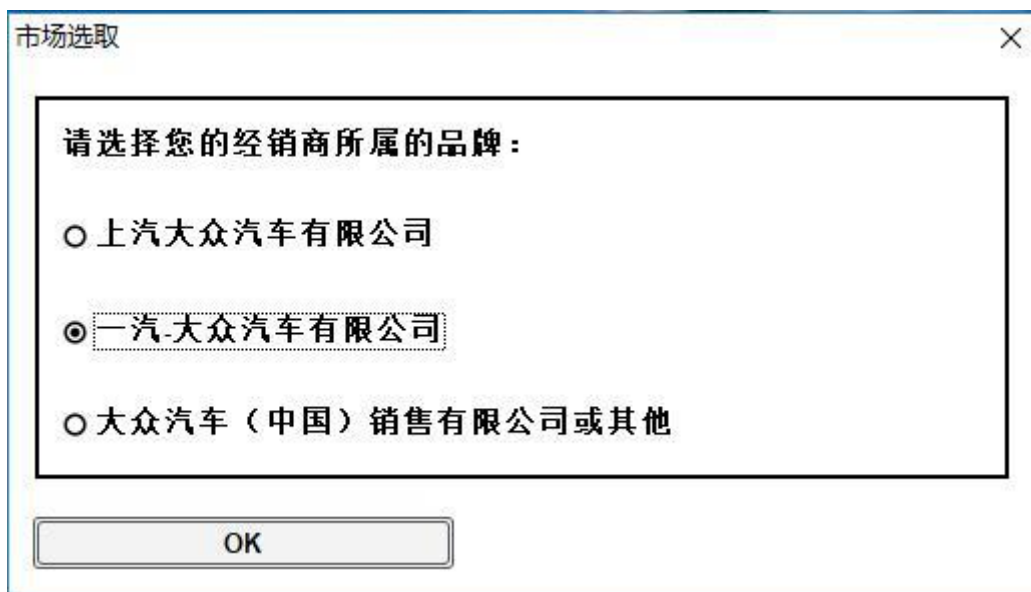 市场选取
请选择您的经销商所属的品牌：
上汽大众汽车有限公司
一汽-大众汽车有限公司
大众汽车（中国）销售有限公司或其他
OK